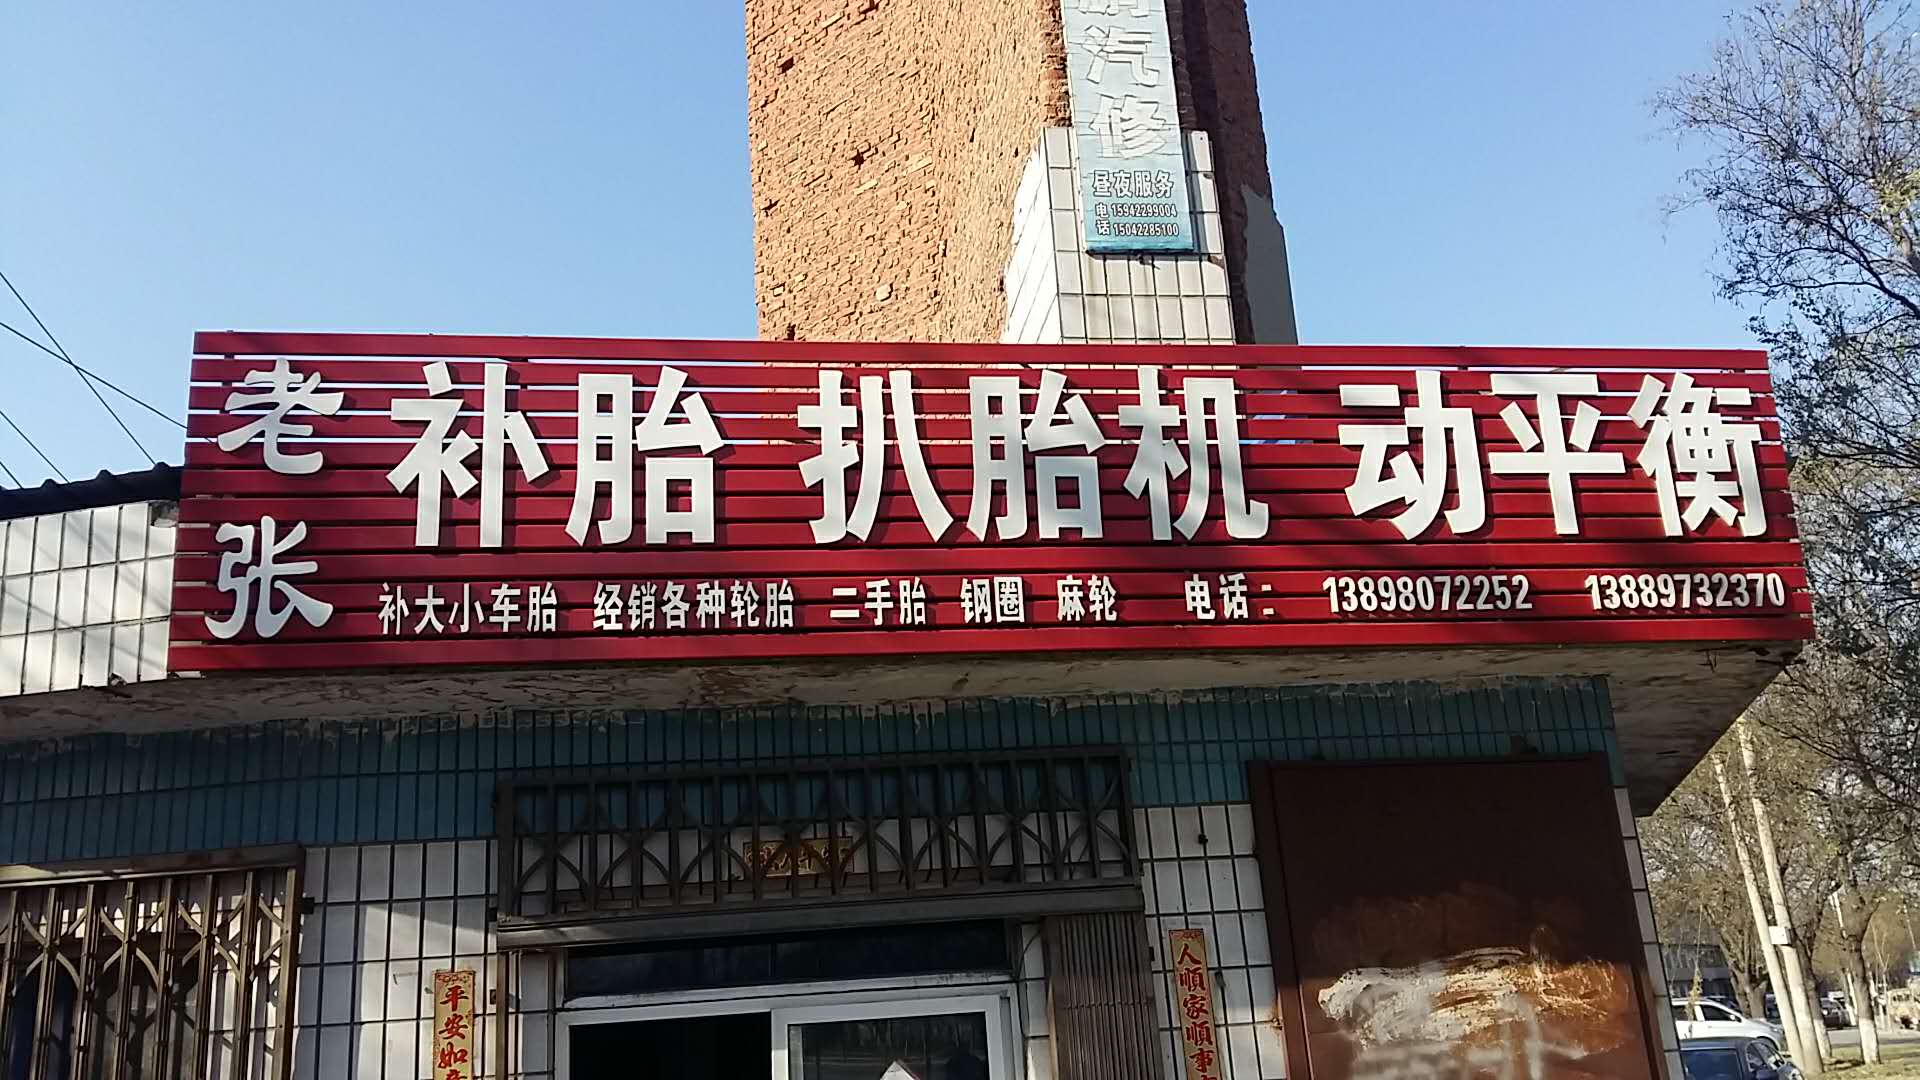 汽修
昼夜服务
电话 15942299004
15042285100
老张
补胎 扒胎机 动平衡
补大小车胎 经销各种轮胎 二手胎 钢圈 麻轮 电话: 13898072252 13889732370
平安如
人順家順事